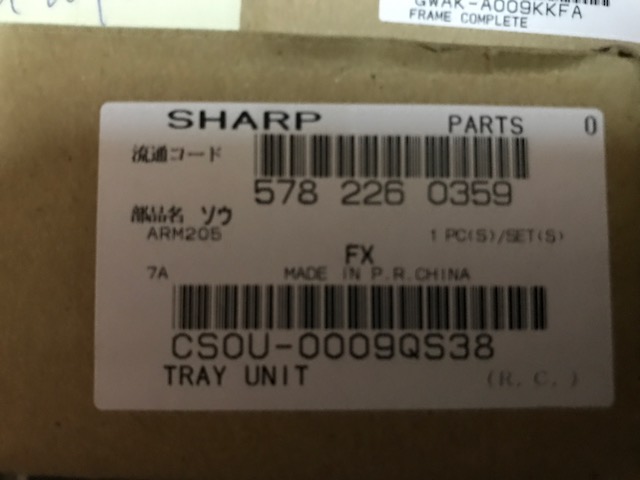 GWAK-A009KKFA
FRAME COMPLETE
SHARP PARTS 0
流通コード
578 226 0359
部品名 ソウ
ARM205 1 PC(S)/SET(S)
FX
7A MADE IN P.R.CHINA
CSOU-0009QS38
TRAY UNIT (R.C.)